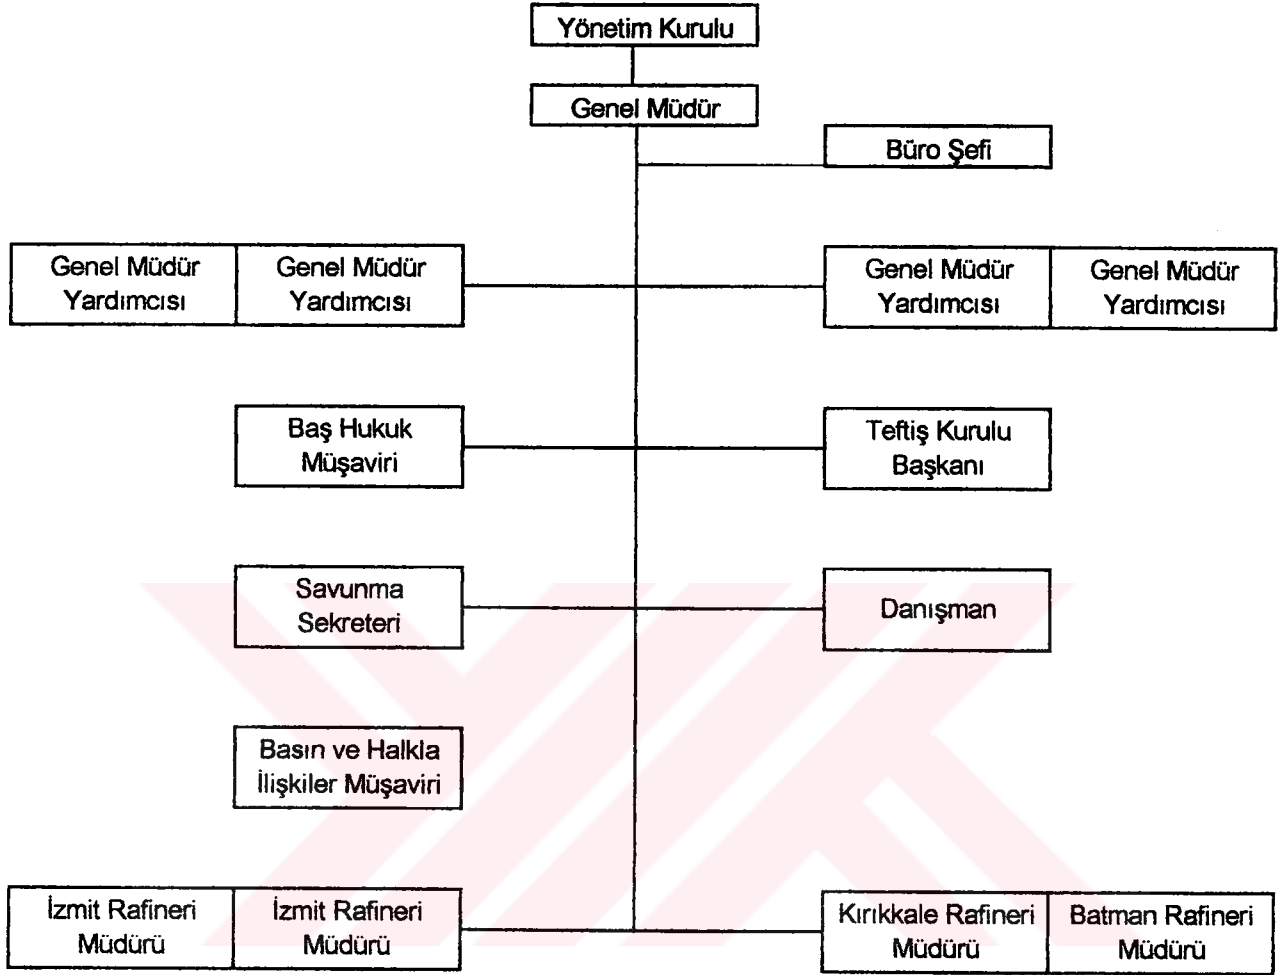 Yönetim Kurulu
Genel Müdür
Büro Şefi
Genel Müdür
Yardımcısı
Genel Müdür
Yardımcısı
Genel Müdür
Yardımcısı
Genel Müdür
Yardımcısı
Baş Hukuk
Müşaviri
Teftiş Kurulu
Başkanı
Savunma
Sekreteri
Danışman
Basın ve Halkla
İlişkiler Müşaviri
İzmit Rafineri
Müdürü
İzmit Rafineri
Müdürü
Kırıkkale Rafineri
Müdürü
Batman Rafineri
Müdürü